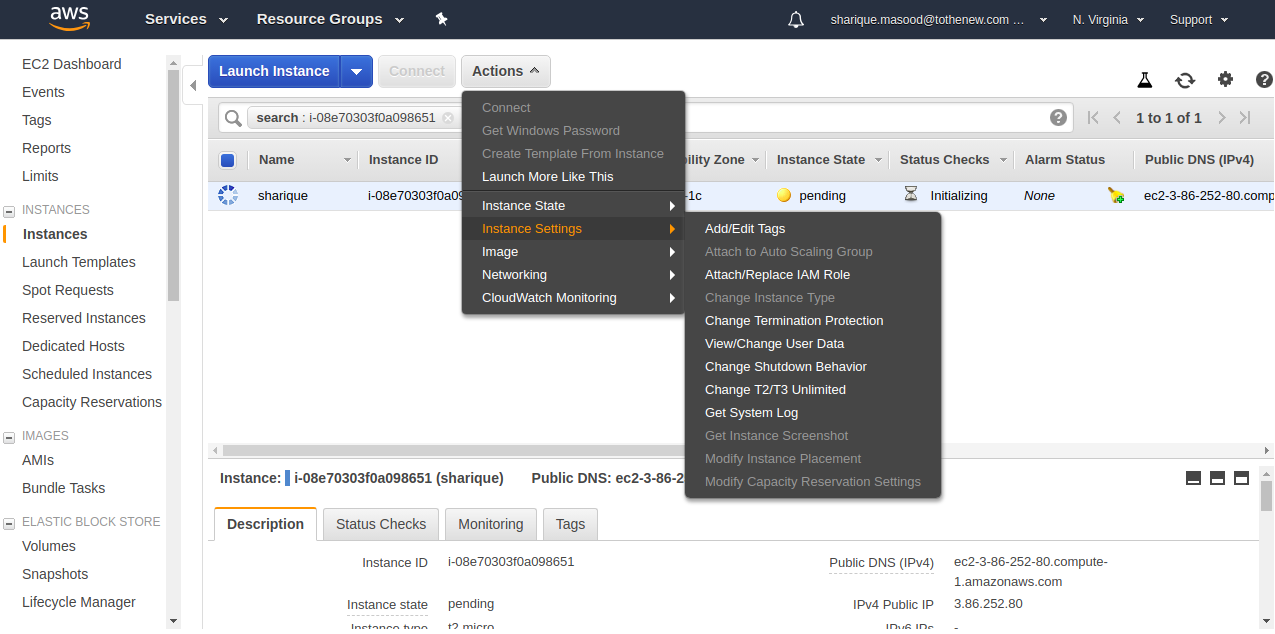 aws Services Resource Groups sharique.masood@tothenew.com ... N. Virginia Support
Launch Instance Connect Actions
search : i-08e70303f0a098651 1 to 1 of 1
Name Instance ID bility Zone Instance State Status Checks Alarm Status Public DNS (IPv4)
sharique i-08e70303f0a09 -1c pending Initializing None ec2-3-86-252-80.comp
EC2 Dashboard
Events
Tags
Reports
Limits
INSTANCES
Instances
Launch Templates
Spot Requests
Reserved Instances
Dedicated Hosts
Scheduled Instances
Capacity Reservations
IMAGES
AMIs
Bundle Tasks
ELASTIC BLOCK STORE
Volumes
Snapshots
Lifecycle Manager
Connect
Get Windows Password
Create Template From Instance
Launch More Like This
Instance State
Instance Settings
Image
Networking
CloudWatch Monitoring
Add/Edit Tags
Attach to Auto Scaling Group
Attach/Replace IAM Role
Change Instance Type
Change Termination Protection
View/Change User Data
Change Shutdown Behavior
Change T2/T3 Unlimited
Get System Log
Get Instance Screenshot
Modify Instance Placement
Modify Capacity Reservation Settings
Instance: i-08e70303f0a098651 (sharique) Public DNS: ec2-3-86-2
Description Status Checks Monitoring Tags
Instance ID i-08e70303f0a098651
Instance state pending
Instance type t2.micro
Public DNS (IPv4) ec2-3-86-252-80.compute-
1.amazonaws.com
IPv4 Public IP 3.86.252.80
IPv6 IPs -